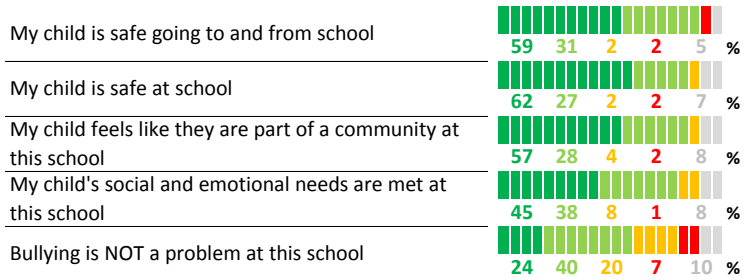 My child is safe going to and from school
59 31 2 2 5 %
My child is safe at school
62 27 2 2 7 %
My child feels like they are part of a community at
this school
57 28 4 2 8 %
My child's social and emotional needs are met at
this school
45 38 8 1 8 %
Bullying is NOT a problem at this school
24 40 20 7 10 %